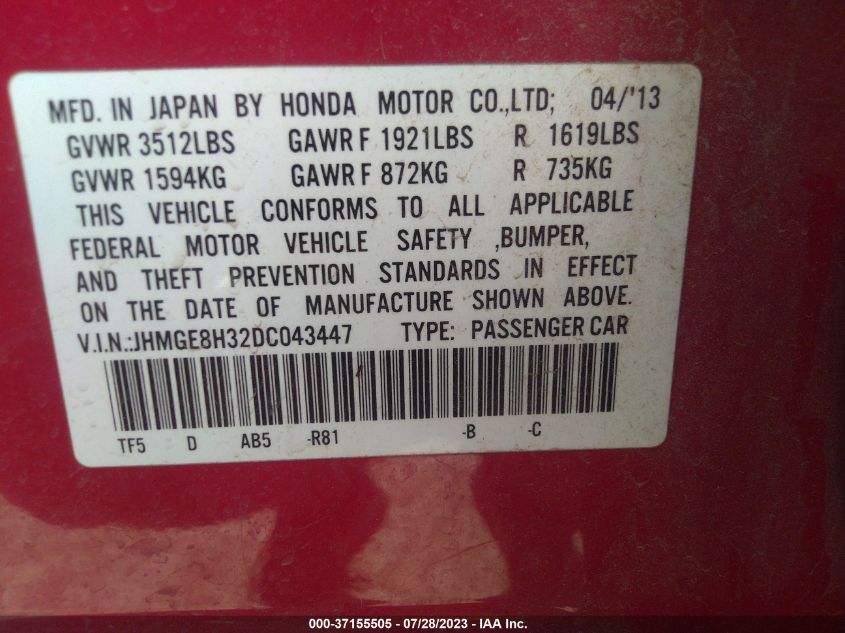 MFD. IN JAPAN BY HONDA MOTOR CO.,LTD; 04/'13
GVWR 3512LBS GAWR F 1921LBS R 1619LBS
GVWR 1594KG GAWR F 872KG R 735KG
THIS VEHICLE CONFORMS TO ALL APPLICABLE
FEDERAL MOTOR VEHICLE SAFETY ,BUMPER,
AND THEFT PREVENTION STANDARDS IN EFFECT
ON THE DATE OF MANUFACTURE SHOWN ABOVE.
V.I.N.:JHMGE8H32DC043447 TYPE: PASSENGER CAR
TF5 D AB5 -R81 -B -C
000-37155505 / 07/28/2023 - IAA Inc.